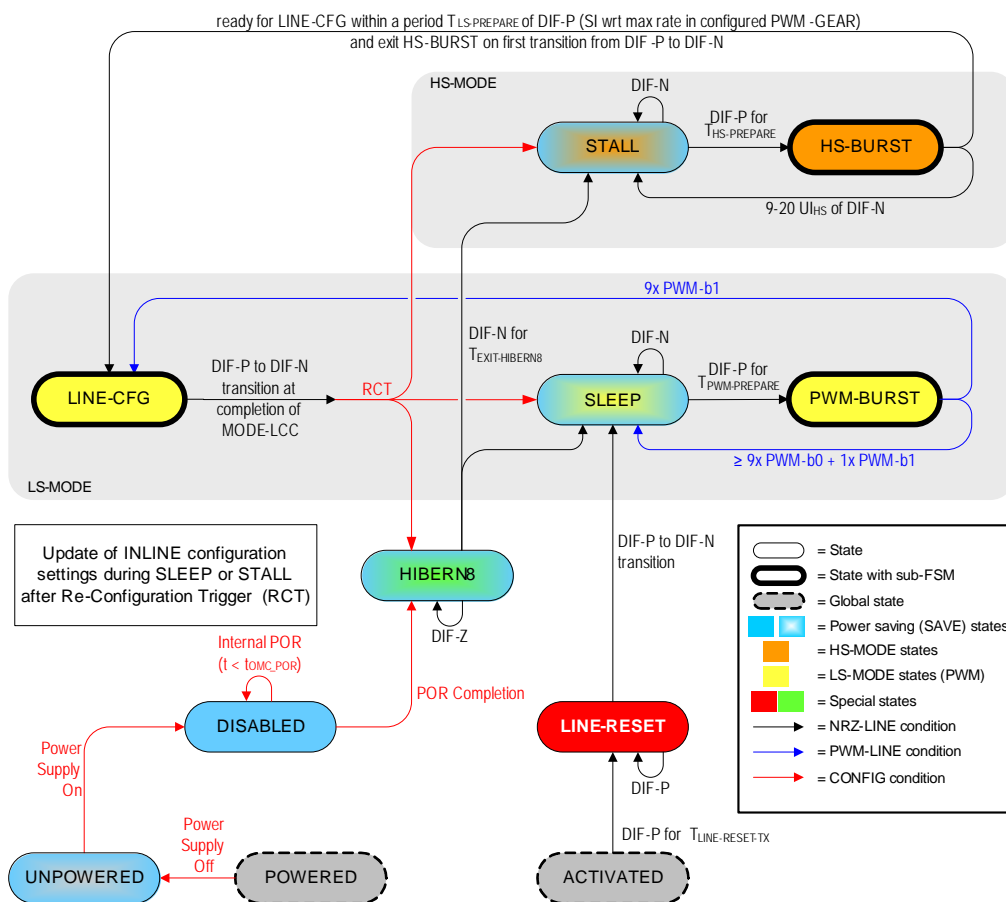 ready for LINE-CFG within a period TLS-PREPARE of DIF-P (SI wrt max rate in configured PWM -GEAR)
and exit HS-BURST on first transition from DIF -P to DIF-N
HS-MODE
DIF-N
STALL
DIF-P for
THS-PREPARE
HS-BURST
9-20 UIHS of DIF-N
9x PWM-b1
LINE-CFG
DIF-P to DIF-N
transition at
completion of
MODE-LCC
RCT
DIF-N for
TEXIT-HIBERN8
DIF-N
SLEEP
DIF-P for
TPWM-PREPARE
PWM-BURST
≥ 9x PWM-b0 + 1x PWM-b1
LS-MODE
Update of INLINE configuration
settings during SLEEP or STALL
after Re-Configuration Trigger (RCT)
HIBERN8
DIF-Z
DIF-P to DIF-N
transition
Internal POR
(t < tOMC_POR)
DISABLED
POR Completion
LINE-RESET
DIF-P
Power
Supply
On
Power
Supply
Off
UNPOWERED
POWERED
DIF-P for TLINE-RESET-TX
ACTIVATED
= State
= State with sub-FSM
= Global state
= Power saving (SAVE) states
= HS-MODE states
= LS-MODE states (PWM)
= Special states
= NRZ-LINE condition
= PWM-LINE condition
= CONFIG condition